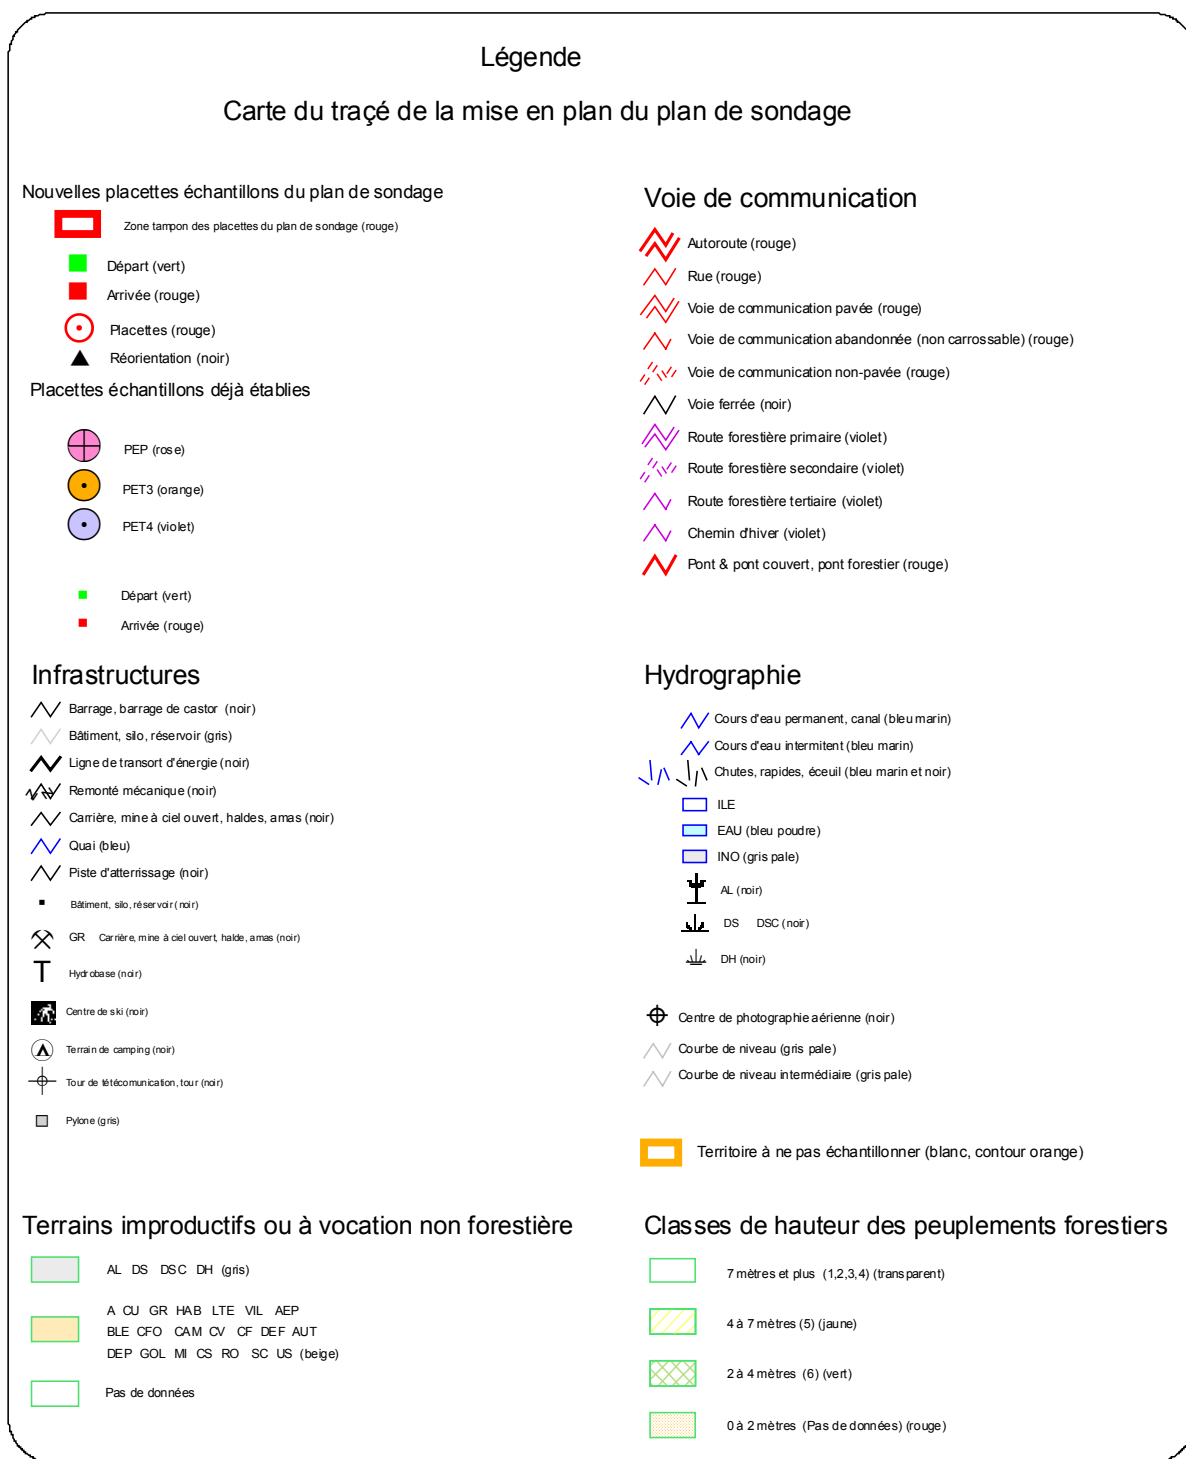 Légende
Carte du traçé de la mise en plan du plan de sondage
Nouvelles placettes échantillons du plan de sondage
Zone tampon des placettes du plan de sondage (rouge)
Départ (vert)
Arrivée (rouge)
Placettes (rouge)
Réorientation (noir)
Placettes échantillons déjà établies
PEP (rose)
PET3 (orange)
PET4 (violet)
Départ (vert)
Arrivée (rouge)
Voie de communication
Autoroute (rouge)
Rue (rouge)
Voie de communication pavée (rouge)
Voie de communication abandonnée (non carrossable) (rouge)
Voie de communication non-pavée (rouge)
Voie ferrée (noir)
Route forestière primaire (violet)
Route forestière secondaire (violet)
Route forestière tertiaire (violet)
Chemin d'hiver (violet)
Pont & pont couvert, pont forestier (rouge)
Infrastructures
Barrage, barrage de castor (noir)
Bâtiment, silo, réservoir (gris)
Ligne de transort d'énergie (noir)
Remonté mécanique (noir)
Carrière, mine à ciel ouvert, haldes, amas (noir)
Quai (bleu)
Piste d'atterrissage (noir)
Bâtiment, silo, réservoir (noir)
GR Carrière, mine à ciel ouvert, halde, amas (noir)
Hydrobase (noir)
Centre de ski (noir)
Terrain de camping (noir)
Tour de tétécomunication, tour (noir)
Pylone (gris)
Hydrographie
Cours d'eau permanent, canal (bleu marin)
Cours d'eau intermitent (bleu marin)
Chutes, rapides, éceuil (bleu marin et noir)
ILE
EAU (bleu poudre)
INO (gris pale)
AL (noir)
DS DSC (noir)
DH (noir)
Centre de photographie aérienne (noir)
Courbe de niveau (gris pale)
Courbe de niveau intermédiaire (gris pale)
Territoire à ne pas échantillonner (blanc, contour orange)
Terrains improductifs ou à vocation non forestière
AL DS DSC DH (gris)
A CU GR HAB LTE VIL AEP
BLE CFO CAM CV CF DEF AUT
DEP GOL MI CS RO SC US (beige)
Pas de données
Classes de hauteur des peuplements forestiers
7 mètres et plus (1,2,3,4) (transparent)
4 à 7 mètres (5) (jaune)
2 à 4 mètres (6) (vert)
0 à 2 mètres (Pas de données) (rouge)